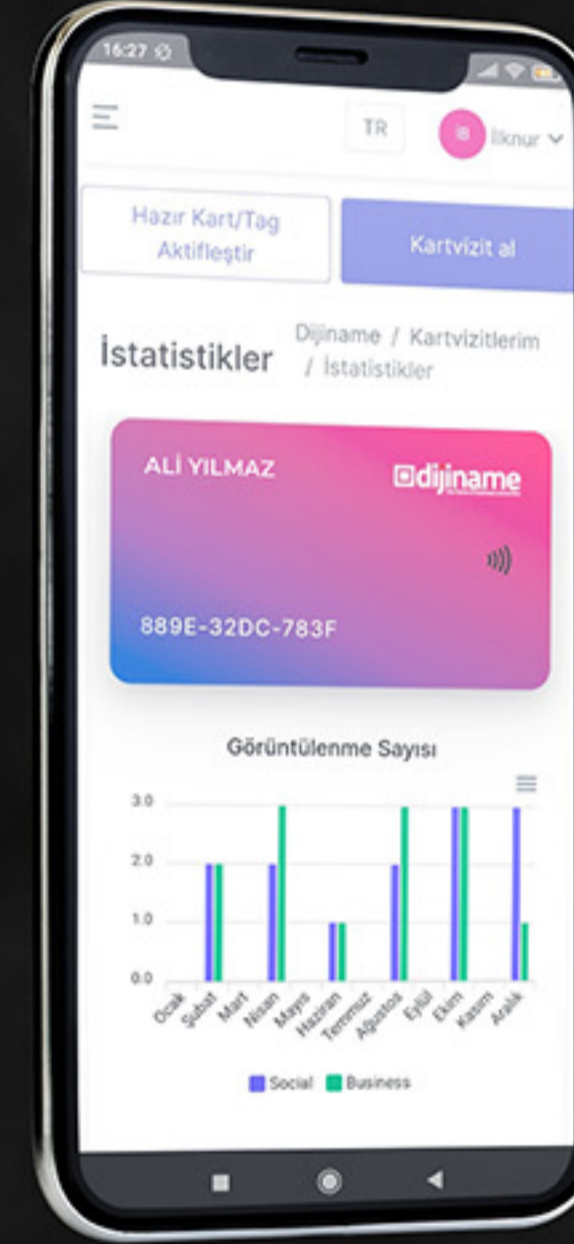 16:27
TR
İB
İlknur
Hazır Kart/Tag
Aktifleştir
Kartvizit al
İstatistikler
Dijiname / Kartvizitlerim
/ İstatistikler
ALİ YILMAZ
dijiname
889E-32DC-783F
Görüntülenme Sayısı
3.0
2.0
1.0
0.0
Ocak
Şubat
Mart
Nisan
Mayıs
Haziran
Temmuz
Ağustos
Eylül
Ekim
Kasım
Aralık
Social
Business